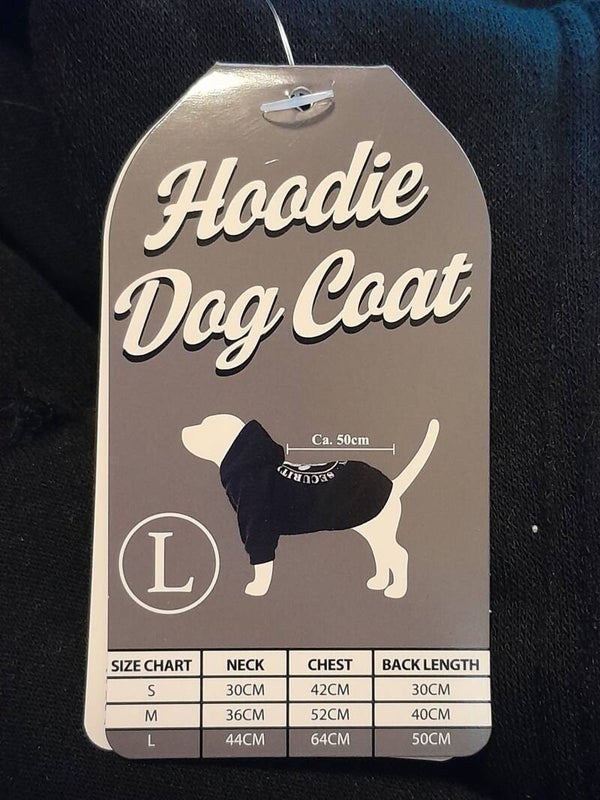 Hoodie
Dog Coat
Ca. 50cm
SECURITY
L
SIZE CHART NECK CHEST BACK LENGTH
S 30CM 42CM 30CM
M 36CM 52CM 40CM
L 44CM 64CM 50CM